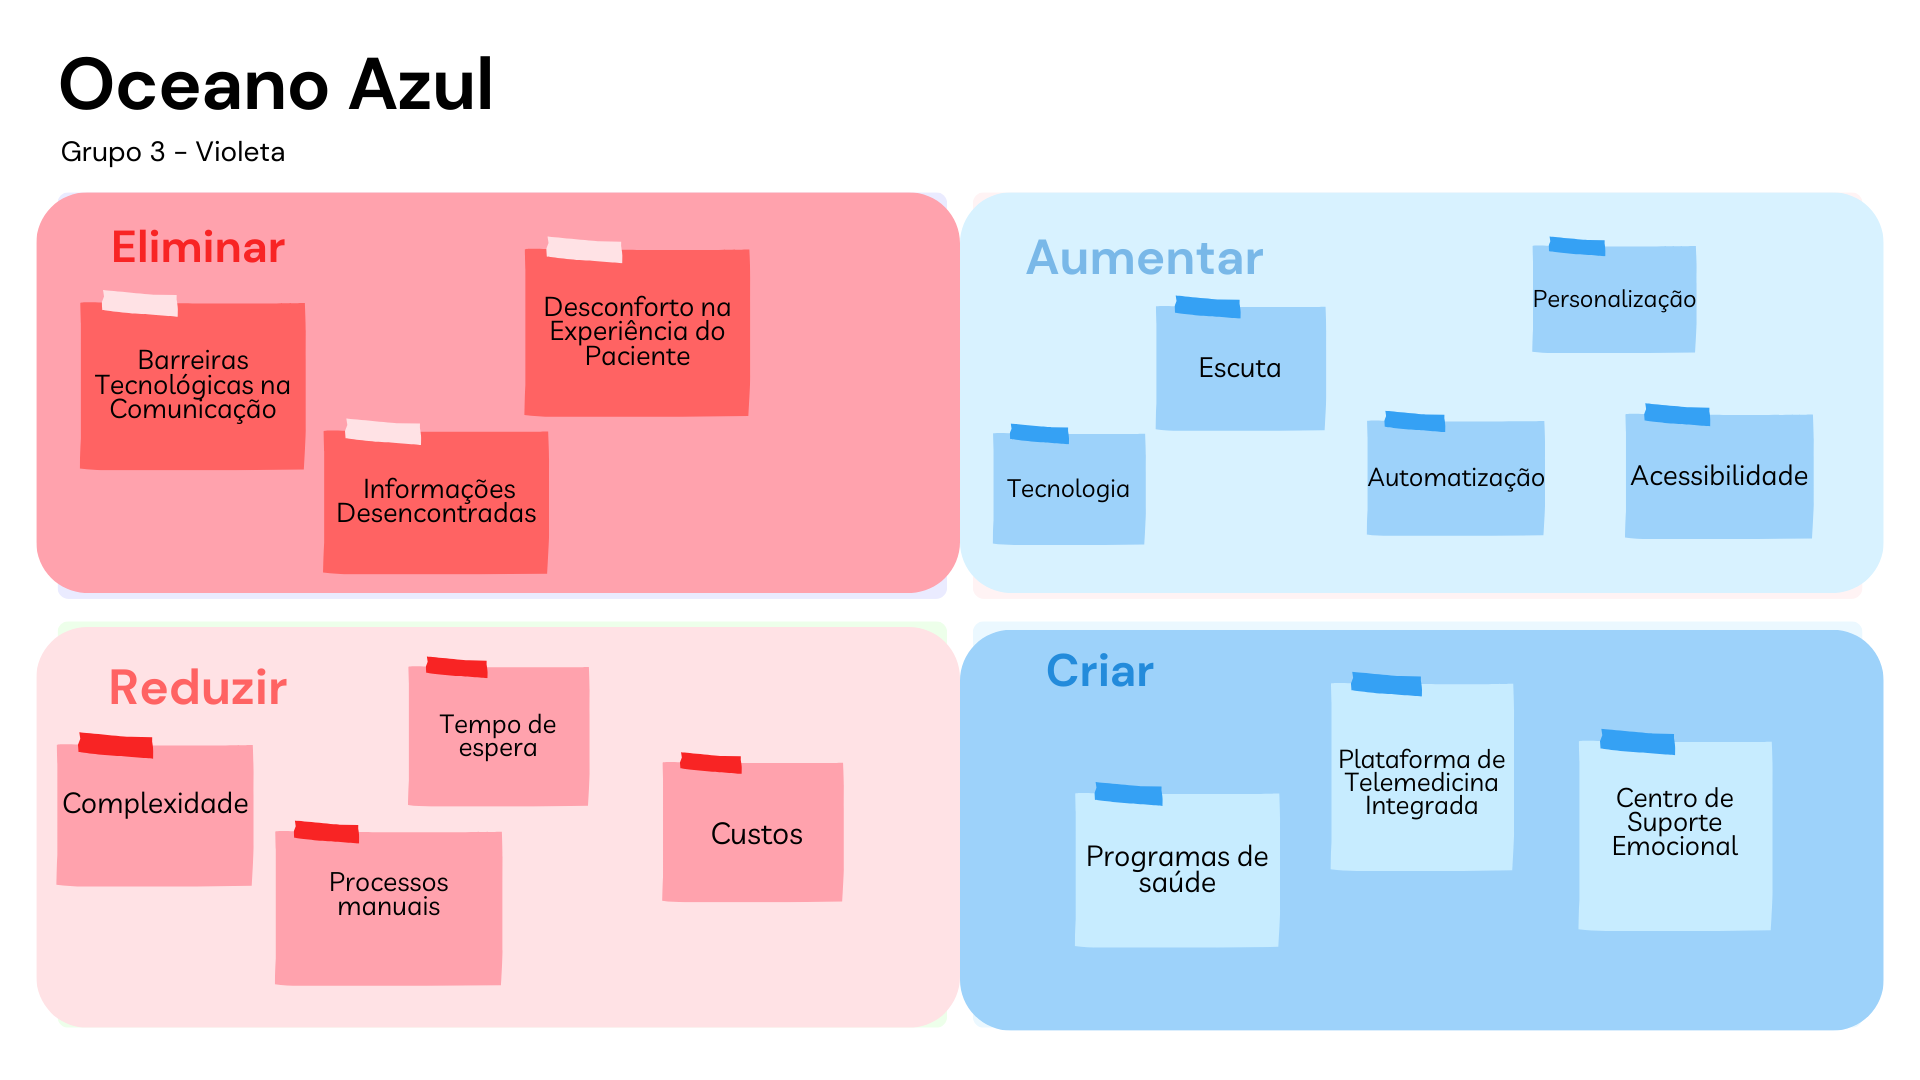 Oceano Azul
Grupo 3 - Violeta
Eliminar
Barreiras
Tecnológicas na
Comunicação
Desconforto na
Experiência do
Paciente
Informações
Desencontradas
Aumentar
Personalização
Escuta
Tecnologia
Automatização
Acessibilidade
Reduzir
Tempo de
espera
Complexidade
Custos
Processos
manuais
Criar
Plataforma de
Telemedicina
Integrada
Centro de
Suporte
Emocional
Programas de
saúde